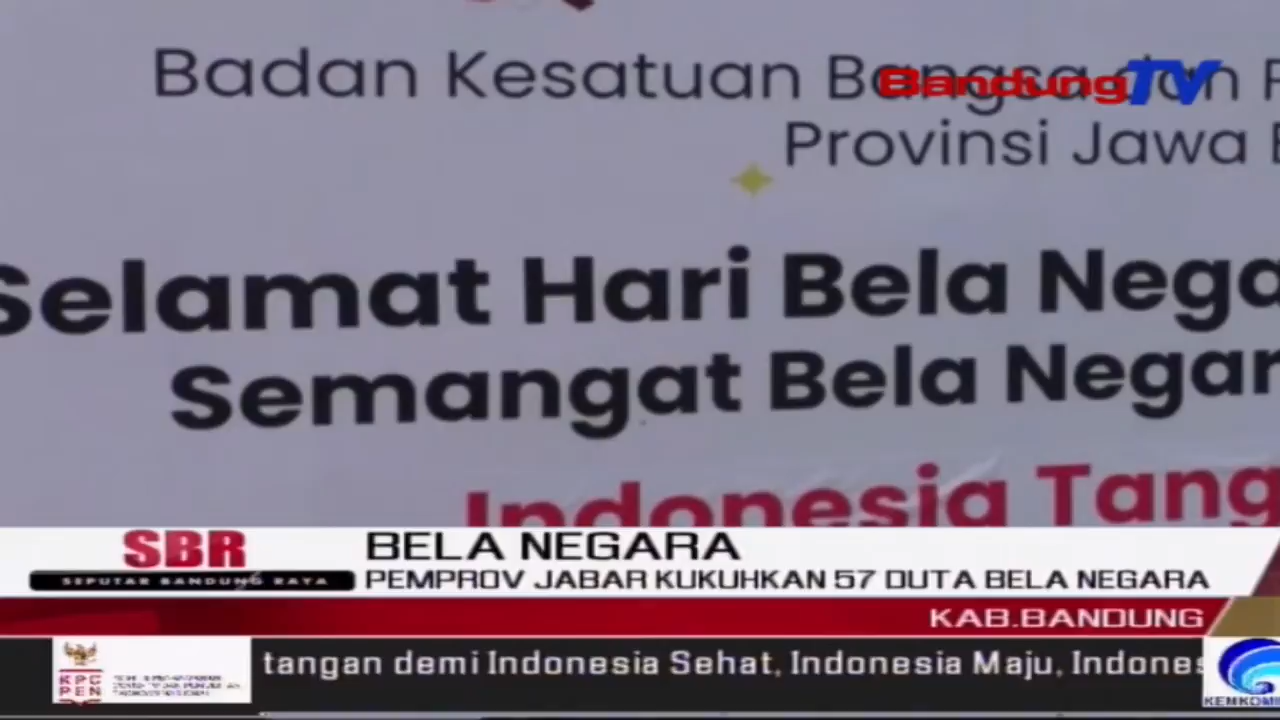 Badan Kesatuan Bangsa dan
BandungTV
Provinsi Jawa
Selamat Hari Bela Nega
Semangat Bela Negar
Indonesia Tang
SBR
SEPUTAR BANDUNG RAYA
BELA NEGARA
PEMPROV JABAR KUKUHKAN 57 DUTA BELA NEGARA
KAB.BANDUNG
KPC
PEN
tangan demi Indonesia Sehat, Indonesia Maju, Indones
KEMKOMI